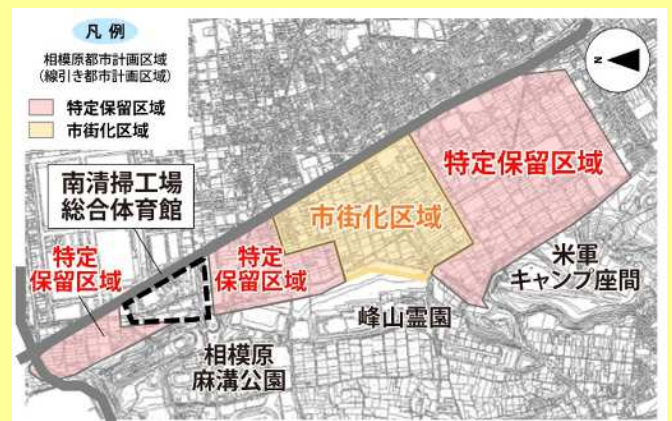 凡例
相模原都市計画区域
(線引き都市計画区域)
特定保留区域
市街化区域
N
特定保留区域
南清掃工場
総合体育館
市街化区域
特定
保留区域
特定
保留区域
米軍
キャンプ座間
峰山霊園
相模原
麻溝公園